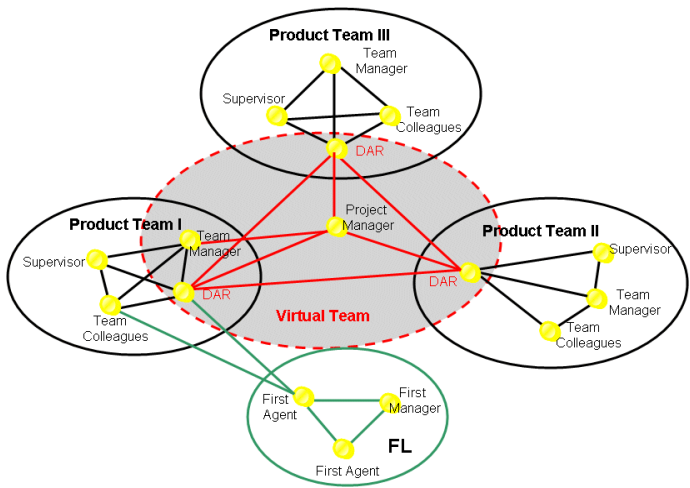 Product Team III
Team
Manager
Supervisor
Team
Colleagues
DAR
Project
Manager
Product Team I
Team
Manager
Supervisor
DAR
Team
Colleagues
Product Team II
Supervisor
DAR
Team
Manager
Team
Colleagues
Virtual Team
First
Agent
First
Manager
FL
First Agent